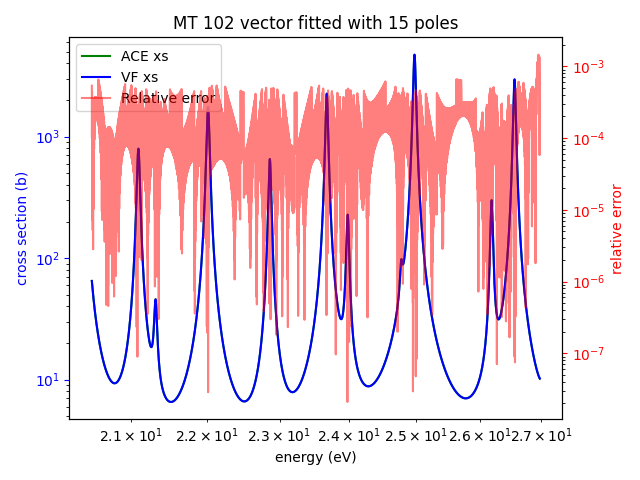 MT 102 vector fitted with 15 poles
ACE xs
VF xs
Relative error
cross section (b)
10³
10²
10¹
relative error
10⁻³
10⁻⁴
10⁻⁵
10⁻⁶
10⁻⁷
2.1×10¹ 2.2×10¹ 2.3×10¹ 2.4×10¹ 2.5×10¹ 2.6×10¹ 2.7×10¹
energy (eV)